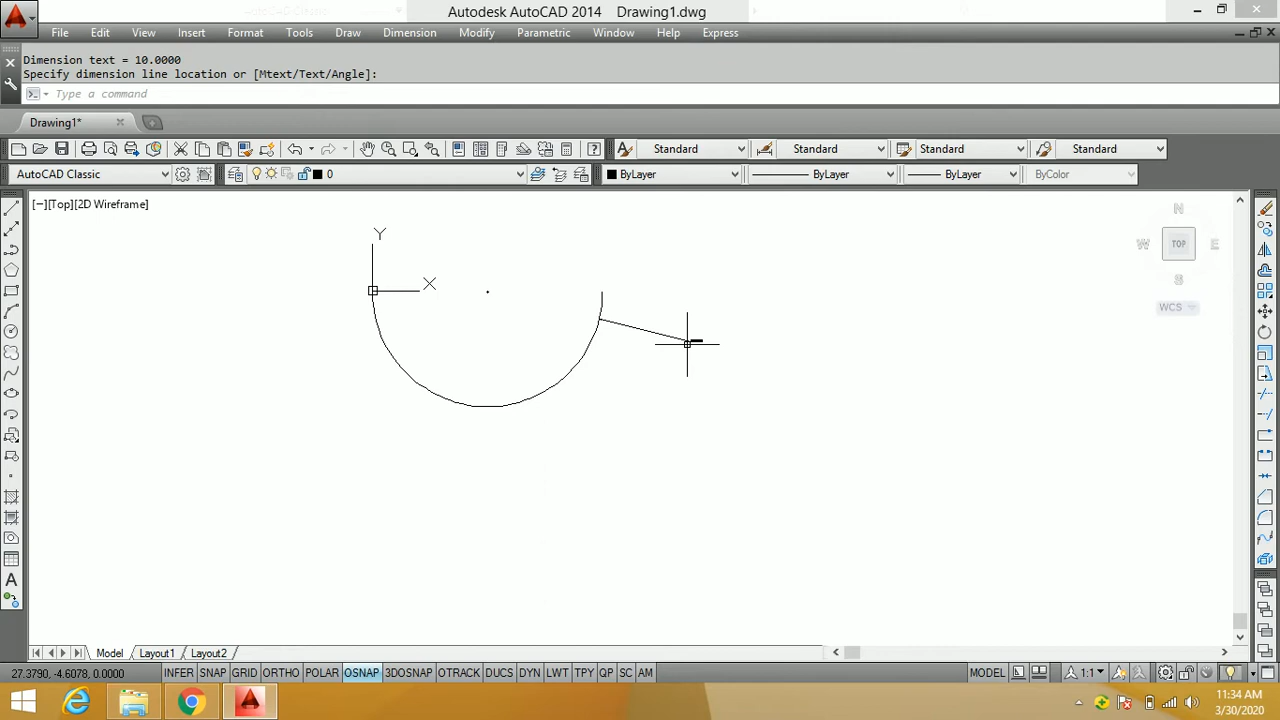 Autodesk AutoCAD 2014 Drawing1.dwg
File Edit View Insert Format Tools Draw Dimension Modify Parametric Window Help Express
Dimension text = 10.0000
Specify dimension line location or [Mtext/Text/Angle]:
Type a command
Drawing1*
Standard Standard Standard Standard
AutoCAD Classic 0 ByLayer ByLayer ByLayer ByColor
[−][Top][2D Wireframe]
N
Y
W TOP E
X
S
WCS
A
Model Layout1 Layout2
27.3790, -4.6078, 0.0000 INFER SNAP GRID ORTHO POLAR OSNAP 3DOSNAP OTRACK DUCS DYN LWT TPY QP SC AM MODEL 1:1
11:34 AM
3/30/2020